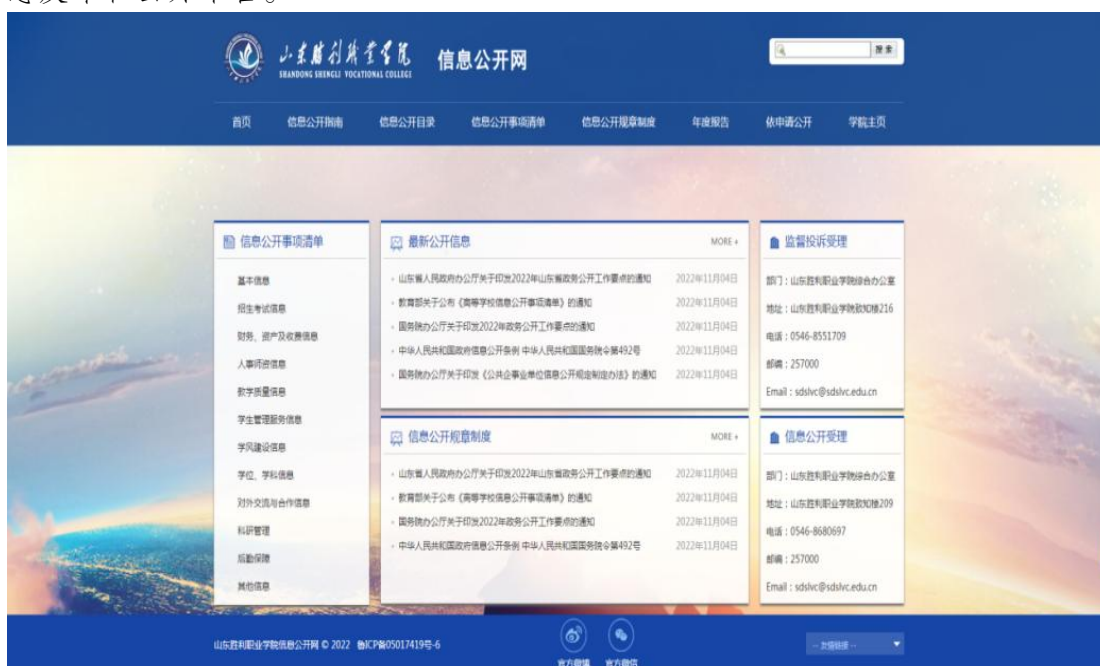 山东胜利职业学院
SHANDONG SHENGLI VOCATIONAL COLLEGE
信息公开网
搜 索
首页 信息公开指南 信息公开目录 信息公开事项清单 信息公开规章制度 年度报告 依申请公开 学院主页
信息公开事项清单
基本信息
招生考试信息
财务、资产及收费信息
人事师资信息
教学质量信息
学生管理服务信息
学风建设信息
学位、学科信息
对外交流与合作信息
科研管理
后勤保障
其他信息
最新公开信息 MORE +
山东省人民政府办公厅关于印发2022年山东省政务公开工作要点的通知 2022年11月04日
教育部关于公布《高等学校信息公开事项清单》的通知 2022年11月04日
国务院办公厅关于印发2022年政务公开工作要点的通知 2022年11月04日
中华人民共和国政府信息公开条例 中华人民共和国国务院令第492号 2022年11月04日
国务院办公厅关于印发《公共企事业单位信息公开规定制定办法》的通知 2022年11月04日
信息公开规章制度 MORE +
山东省人民政府办公厅关于印发2022年山东省政务公开工作要点的通知 2022年11月04日
教育部关于公布《高等学校信息公开事项清单》的通知 2022年11月04日
国务院办公厅关于印发2022年政务公开工作要点的通知 2022年11月04日
中华人民共和国政府信息公开条例 中华人民共和国国务院令第492号 2022年11月04日
监督投诉受理
部门：山东胜利职业学院综合办公室
地址：山东胜利职业学院致知楼216
电话：0546-8551709
邮编：257000
Email：sdslvc@sdslvc.edu.cn
信息公开受理
部门：山东胜利职业学院综合办公室
地址：山东胜利职业学院致知楼209
电话：0546-8680697
邮编：257000
Email：sdslvc@sdslvc.edu.cn
山东胜利职业学院信息公开网 © 2022 鲁ICP备05017419号-6
官方微博 官方微信
-- 友情链接 --